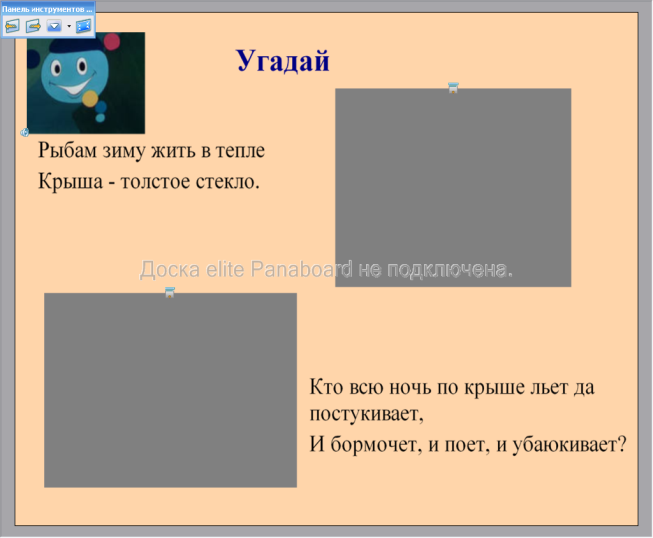 Панель инструментов ...
Угадай
Рыбам зиму жить в тепле
Крыша - толстое стекло.
Доска elite Panaboard не подключена.
Кто всю ночь по крыше льет да
постукивает,
И бормочет, и поет, и убаюкивает?